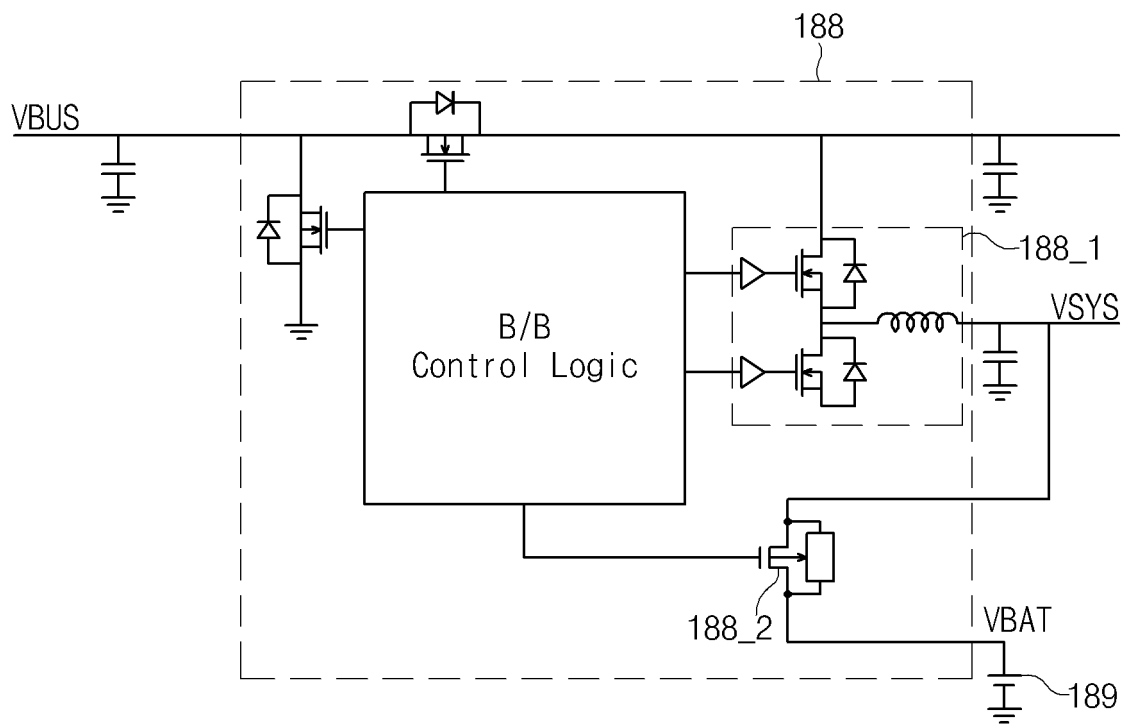 188
VBUS
188_1
VSYS
B/B
Control Logic
188_2
VBAT
189